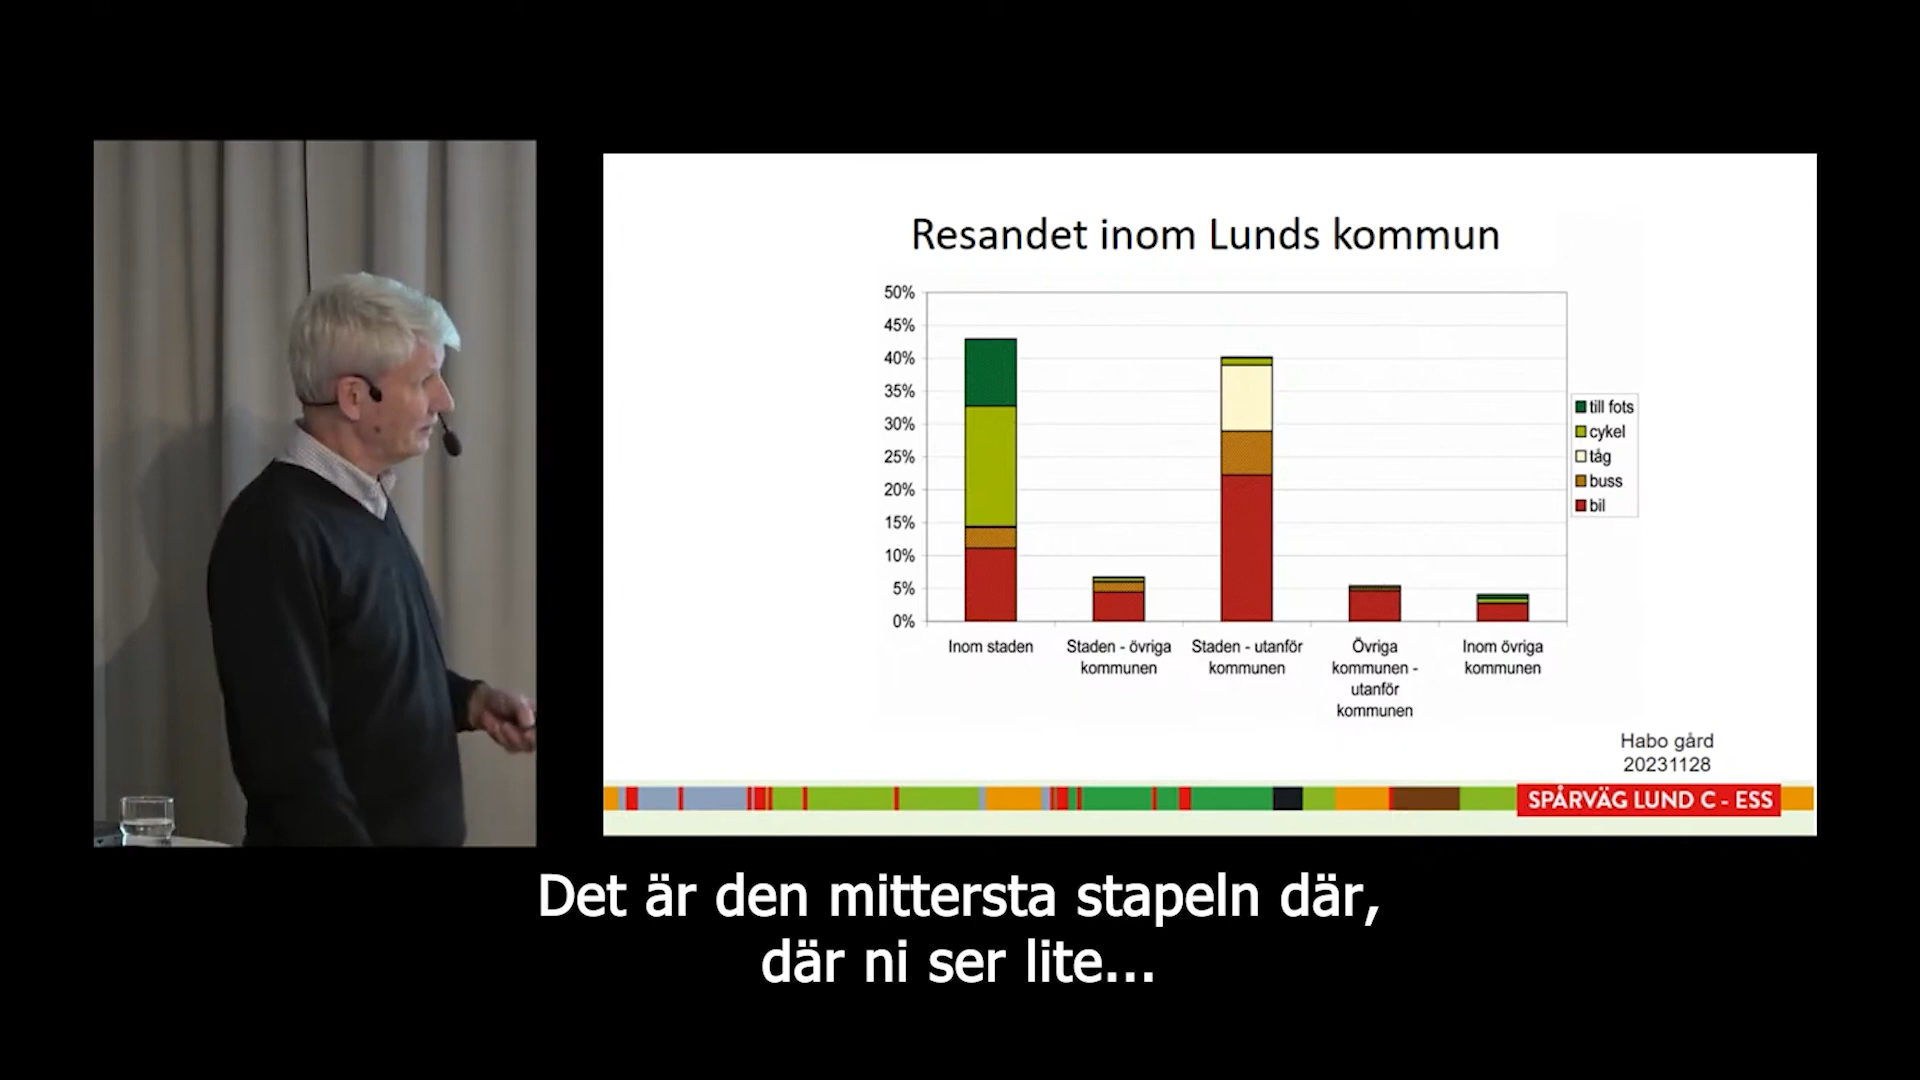 Resandet inom Lunds kommun
50%
45%
40%
35%
30%
25%
20%
15%
10%
5%
0%
Inom staden
Staden - övriga
kommunen
Staden - utanför
kommunen
Övriga
kommunen -
utanför
kommunen
Inom övriga
kommunen
till fots
cykel
tåg
buss
bil
Habo gård
20231128
SPÅRVÄG LUND C - ESS
Det är den mittersta stapeln där,
där ni ser lite...